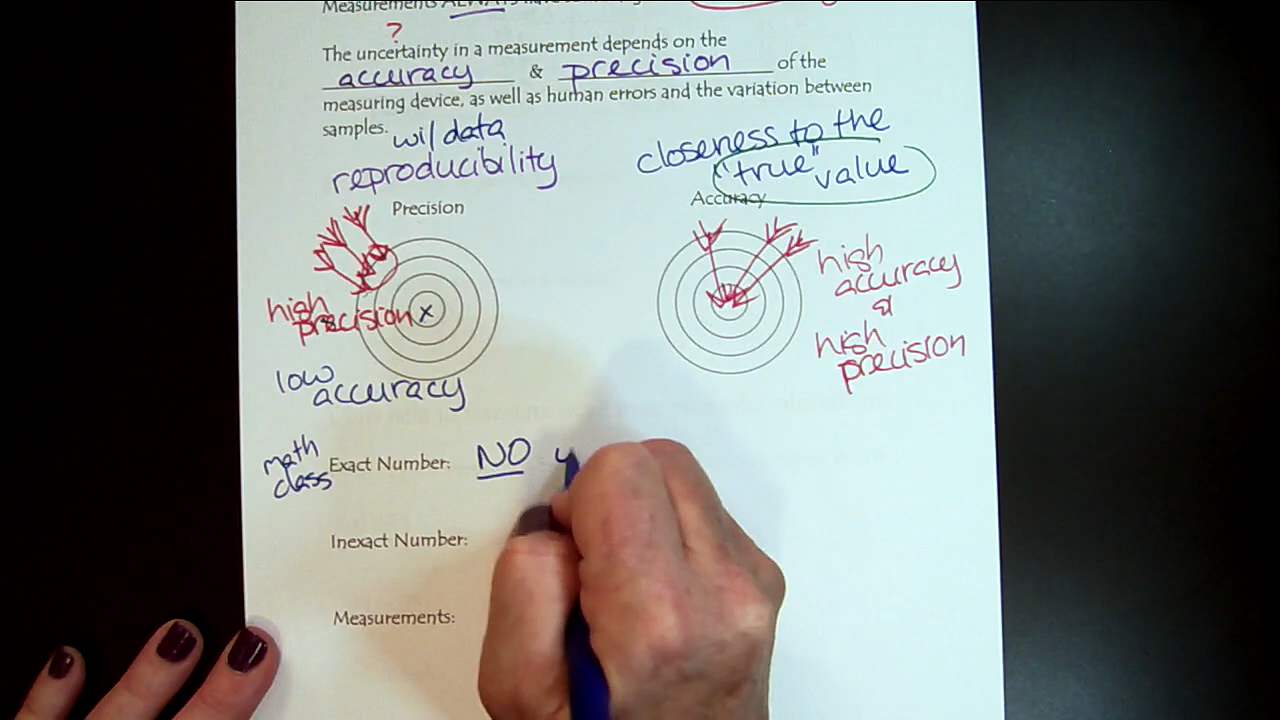 Measurements ALWAYS
?
The uncertainty in a measurement depends on the
accuracy & precision of the
measuring device, as well as human errors and the variation between
samples.
w/ data
reproducibility
closeness to the
"true" value
Precision
Accuracy
high
precision
x
low
accuracy
high
accuracy
&
high
precision
math
class
Exact Number: NO
Inexact Number:
Measurements: